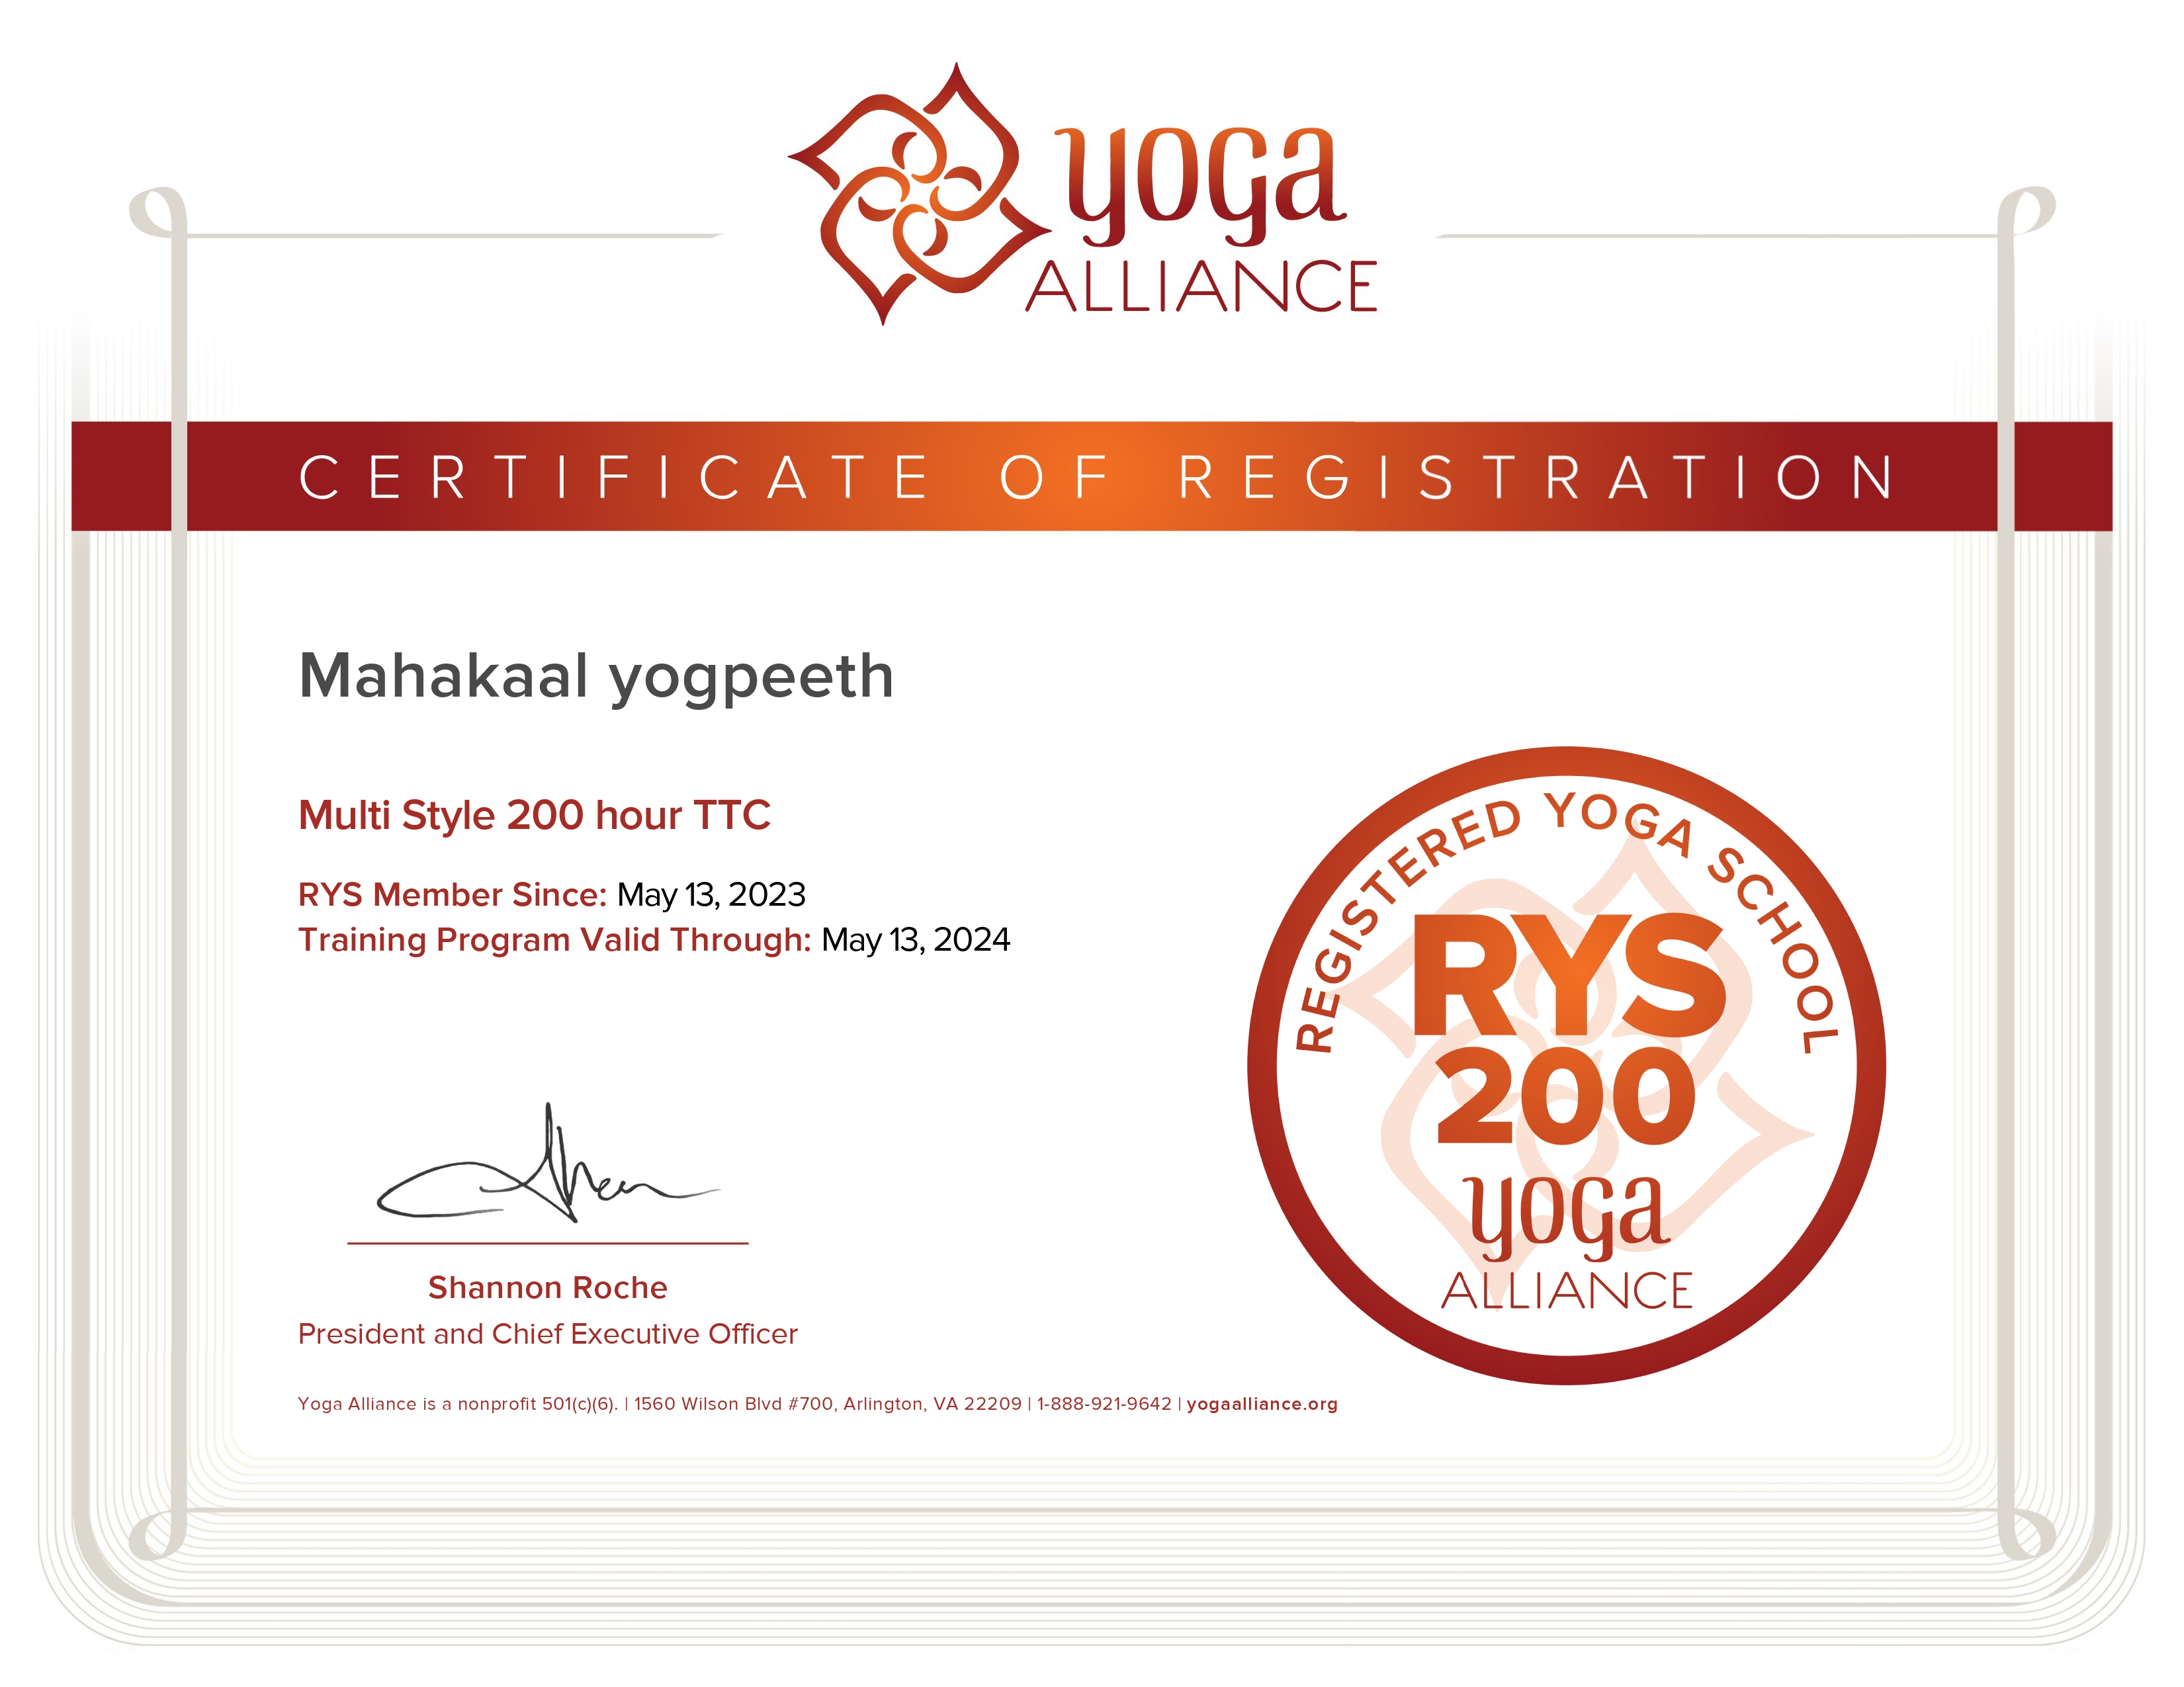 yoga
ALLIANCE
CERTIFICATE OF REGISTRATION
Mahakaal yogpeeth
Multi Style 200 hour TTC
RYS Member Since: May 13, 2023
Training Program Valid Through: May 13, 2024
REGISTERED YOGA SCHOOL
RYS
200
yoga
ALLIANCE
Shannon Roche
President and Chief Executive Officer
Yoga Alliance is a nonprofit 501(c)(6). | 1560 Wilson Blvd #700, Arlington, VA 22209 | 1-888-921-9642 | yogaalliance.org